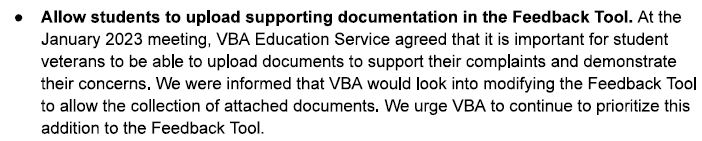 ● Allow students to upload supporting documentation in the Feedback Tool. At the
January 2023 meeting, VBA Education Service agreed that it is important for student
veterans to be able to upload documents to support their complaints and demonstrate
their concerns. We were informed that VBA would look into modifying the Feedback Tool
to allow the collection of attached documents. We urge VBA to continue to prioritize this
addition to the Feedback Tool.